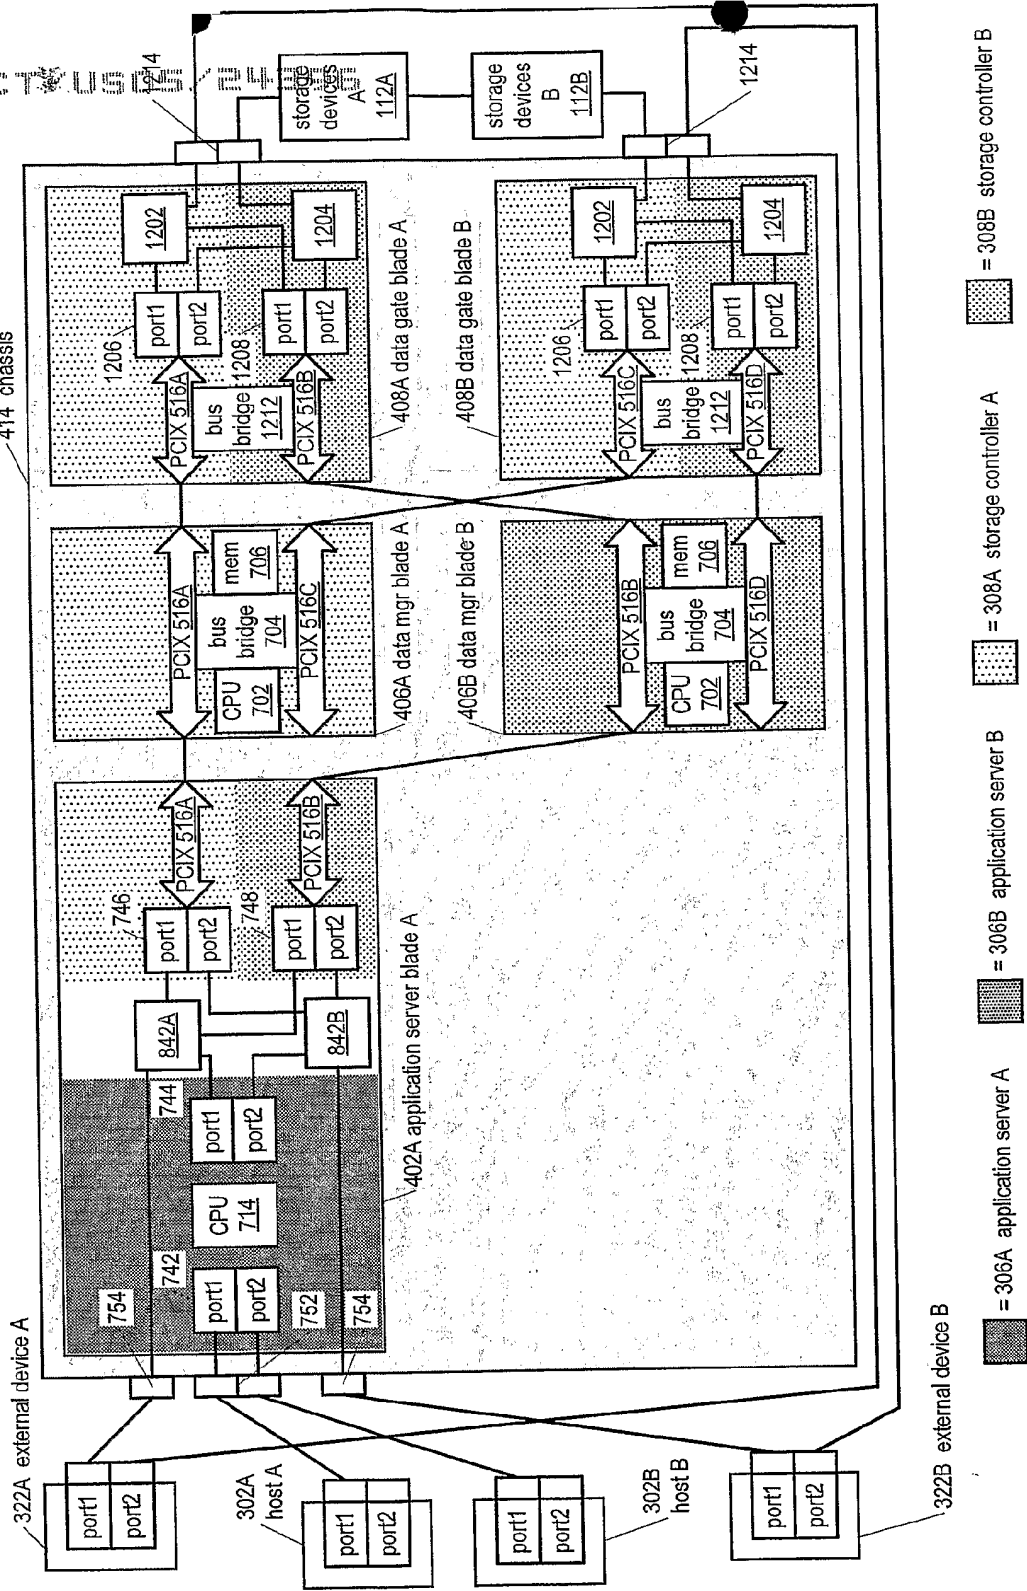 322A external device A
port1
port2
302A
host A
port1
port2
302B
host B
port1
port2
322B external device B
port1
port2
414 chassis
754
742
744
752
754
port1
port2
CPU
714
port1
port2
842A
842B
746
port1
port2
748
port1
port2
PCIX 516A
PCIX 516B
402A application server blade A
PCIX 516A
CPU
702
bus
bridge
704
mem
706
PCIX 516C
406A data mgr blade A
406B data mgr blade B
PCIX 516B
CPU
702
bus
bridge
704
mem
706
PCIX 516D
1206
port1
port2
1208
port1
port2
PCIX 516A
bus
bridge 1212
PCIX 516B
1202
1204
408A data gate blade A
408B data gate blade B
1206
port1
port2
1208
port1
port2
PCIX 516C
bus
bridge 1212
PCIX 516D
1202
1204
1214
storage
devices
A
112A
storage
devices
B
112B
1214
= 306A application server A
= 306B application server B
= 308A storage controller A
= 308B storage controller B